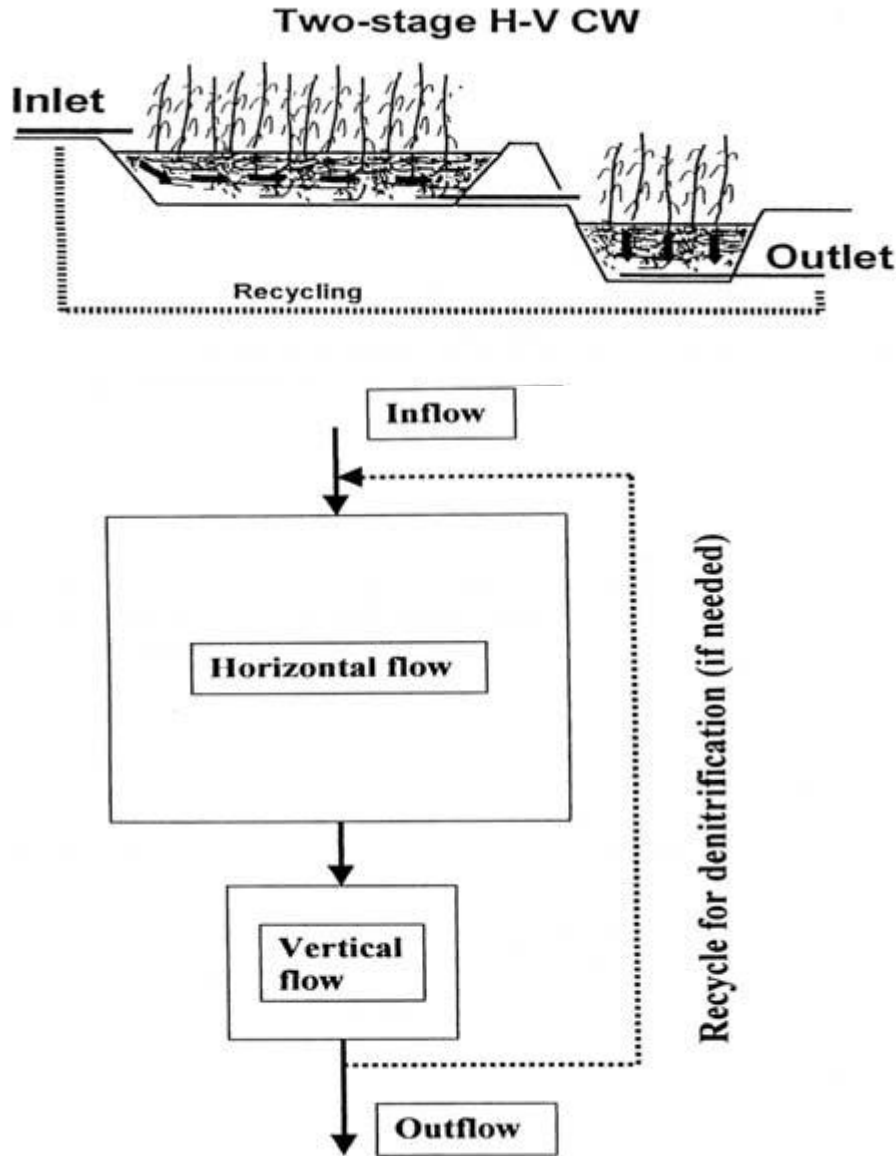 Two-stage H-V CW
Inlet
Outlet
Recycling
Inflow
Horizontal flow
Vertical
flow
Recycle for denitrification (if needed)
Outflow